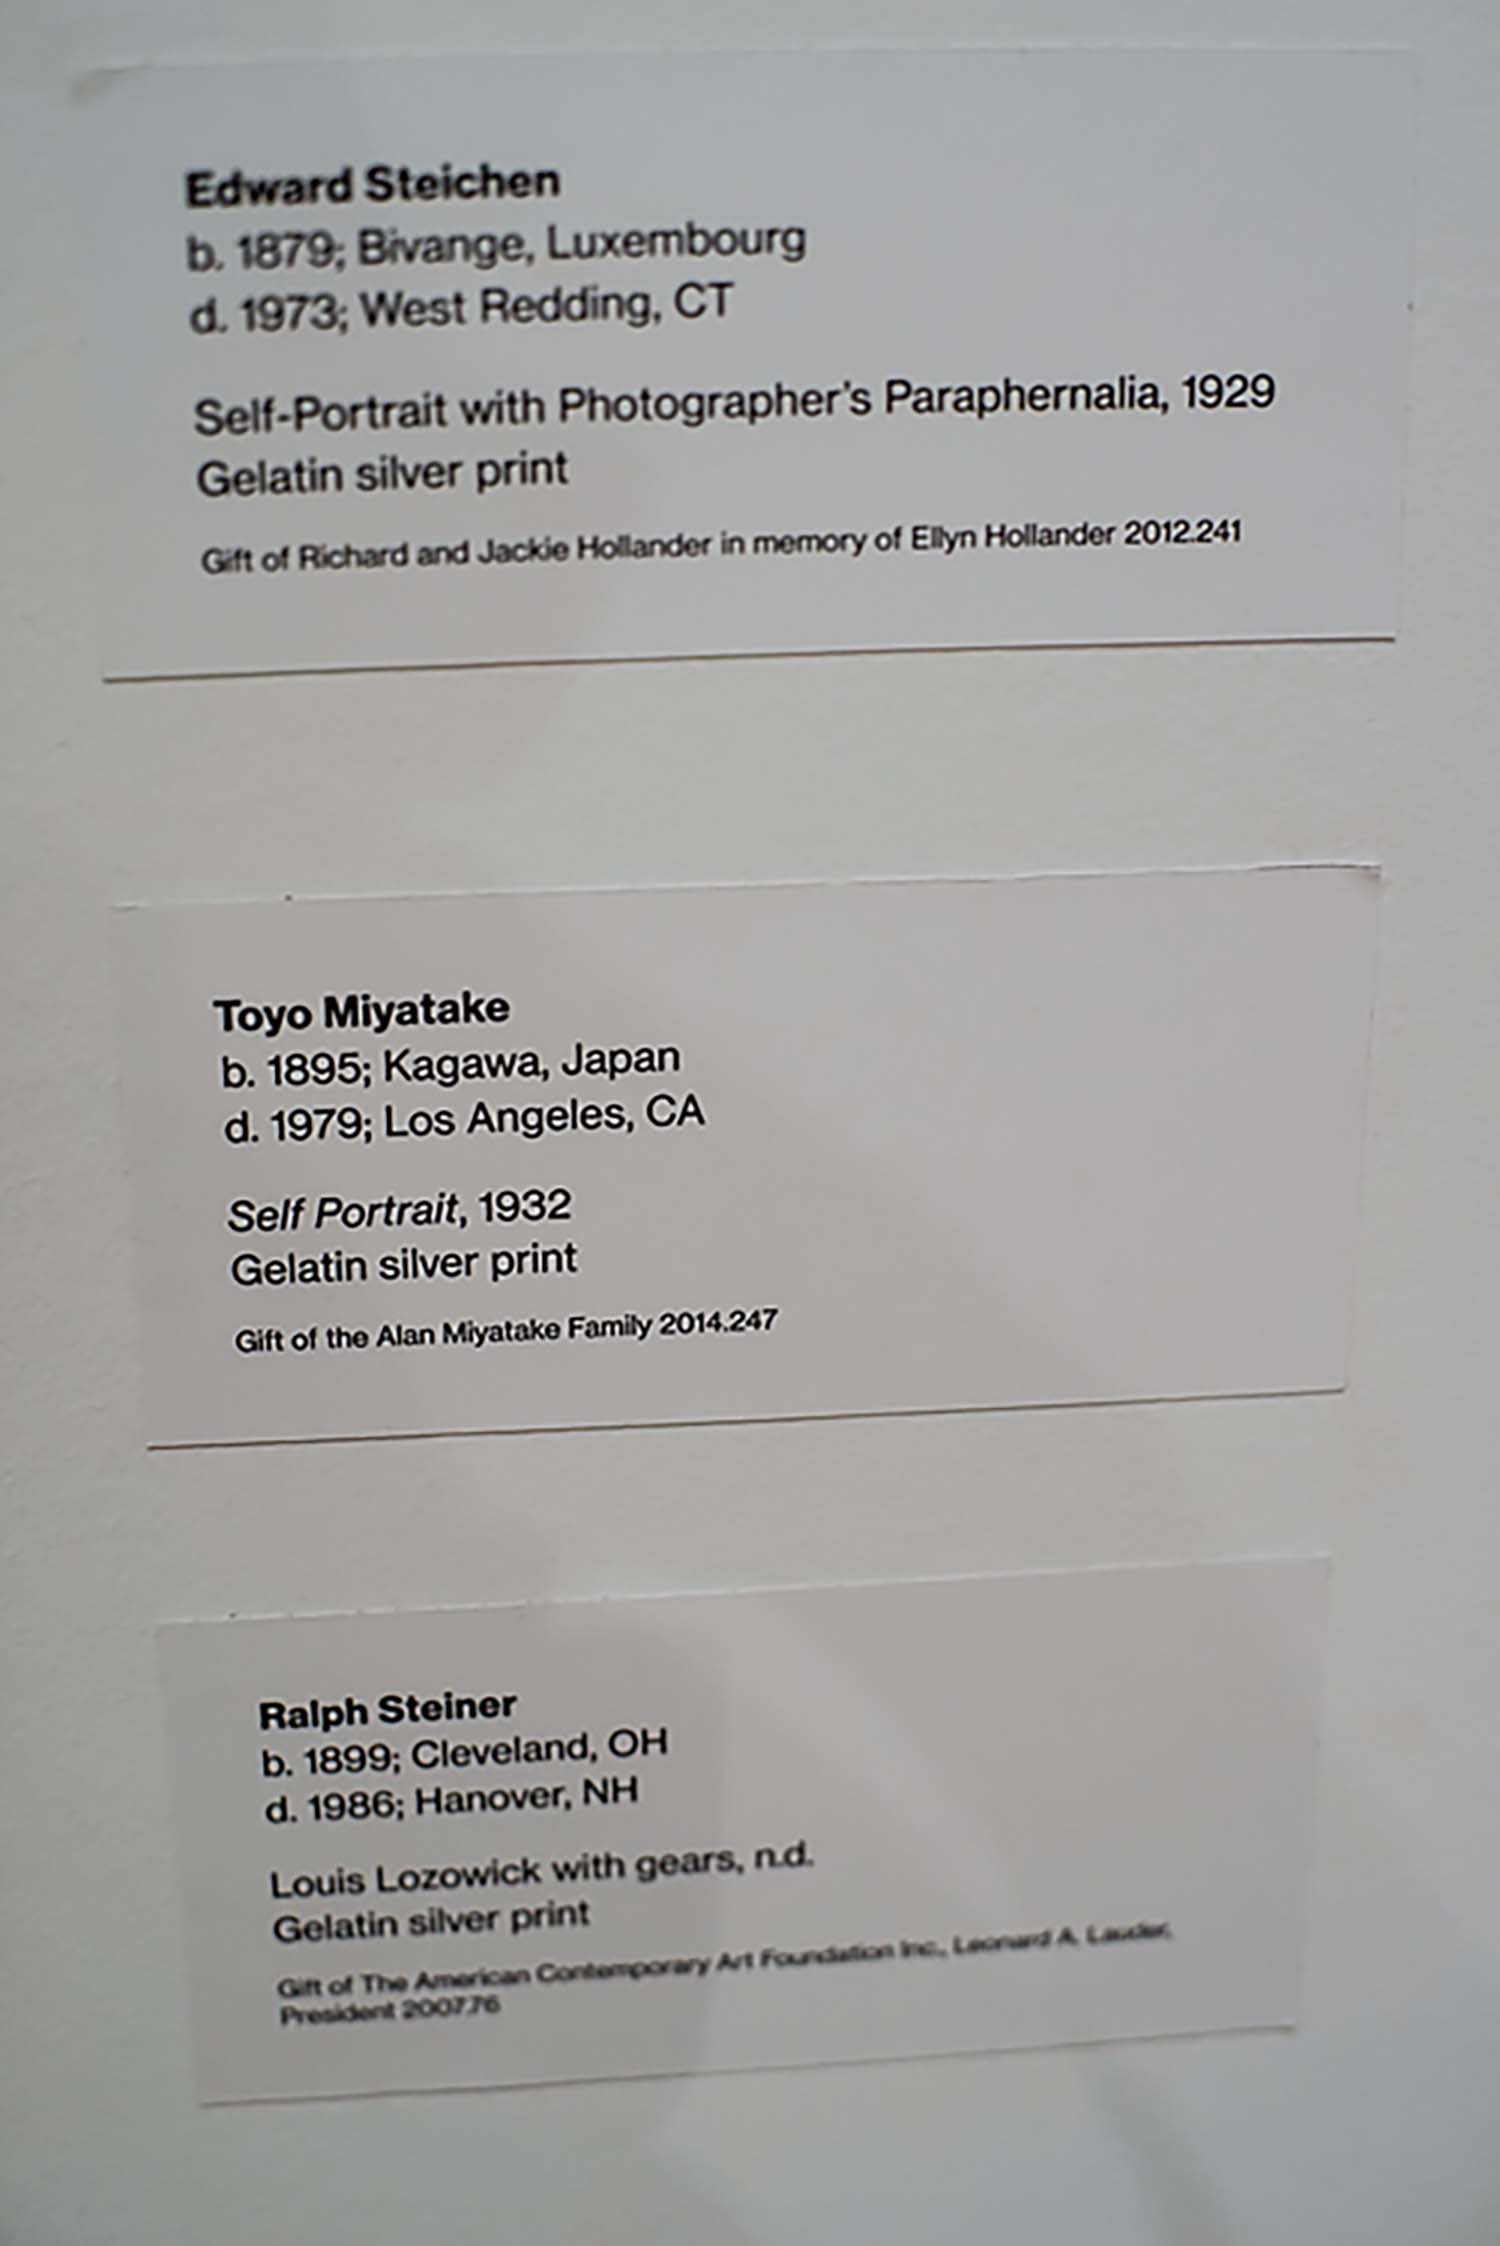 Edward Steichen
b. 1879; Bivange, Luxembourg
d. 1973; West Redding, CT
Self-Portrait with Photographer's Paraphernalia, 1929
Gelatin silver print
Gift of Richard and Jackie Hollander in memory of Ellyn Hollander 2012.241
Toyo Miyatake
b. 1895; Kagawa, Japan
d. 1979; Los Angeles, CA
Self Portrait, 1932
Gelatin silver print
Gift of the Alan Miyatake Family 2014.247
Ralph Steiner
b. 1899; Cleveland, OH
d. 1986; Hanover, NH
Louis Lozowick with gears, n.d.
Gelatin silver print
Gift of The American Contemporary Art Foundation Inc., Leonard A. Lauder,
President 2007.76